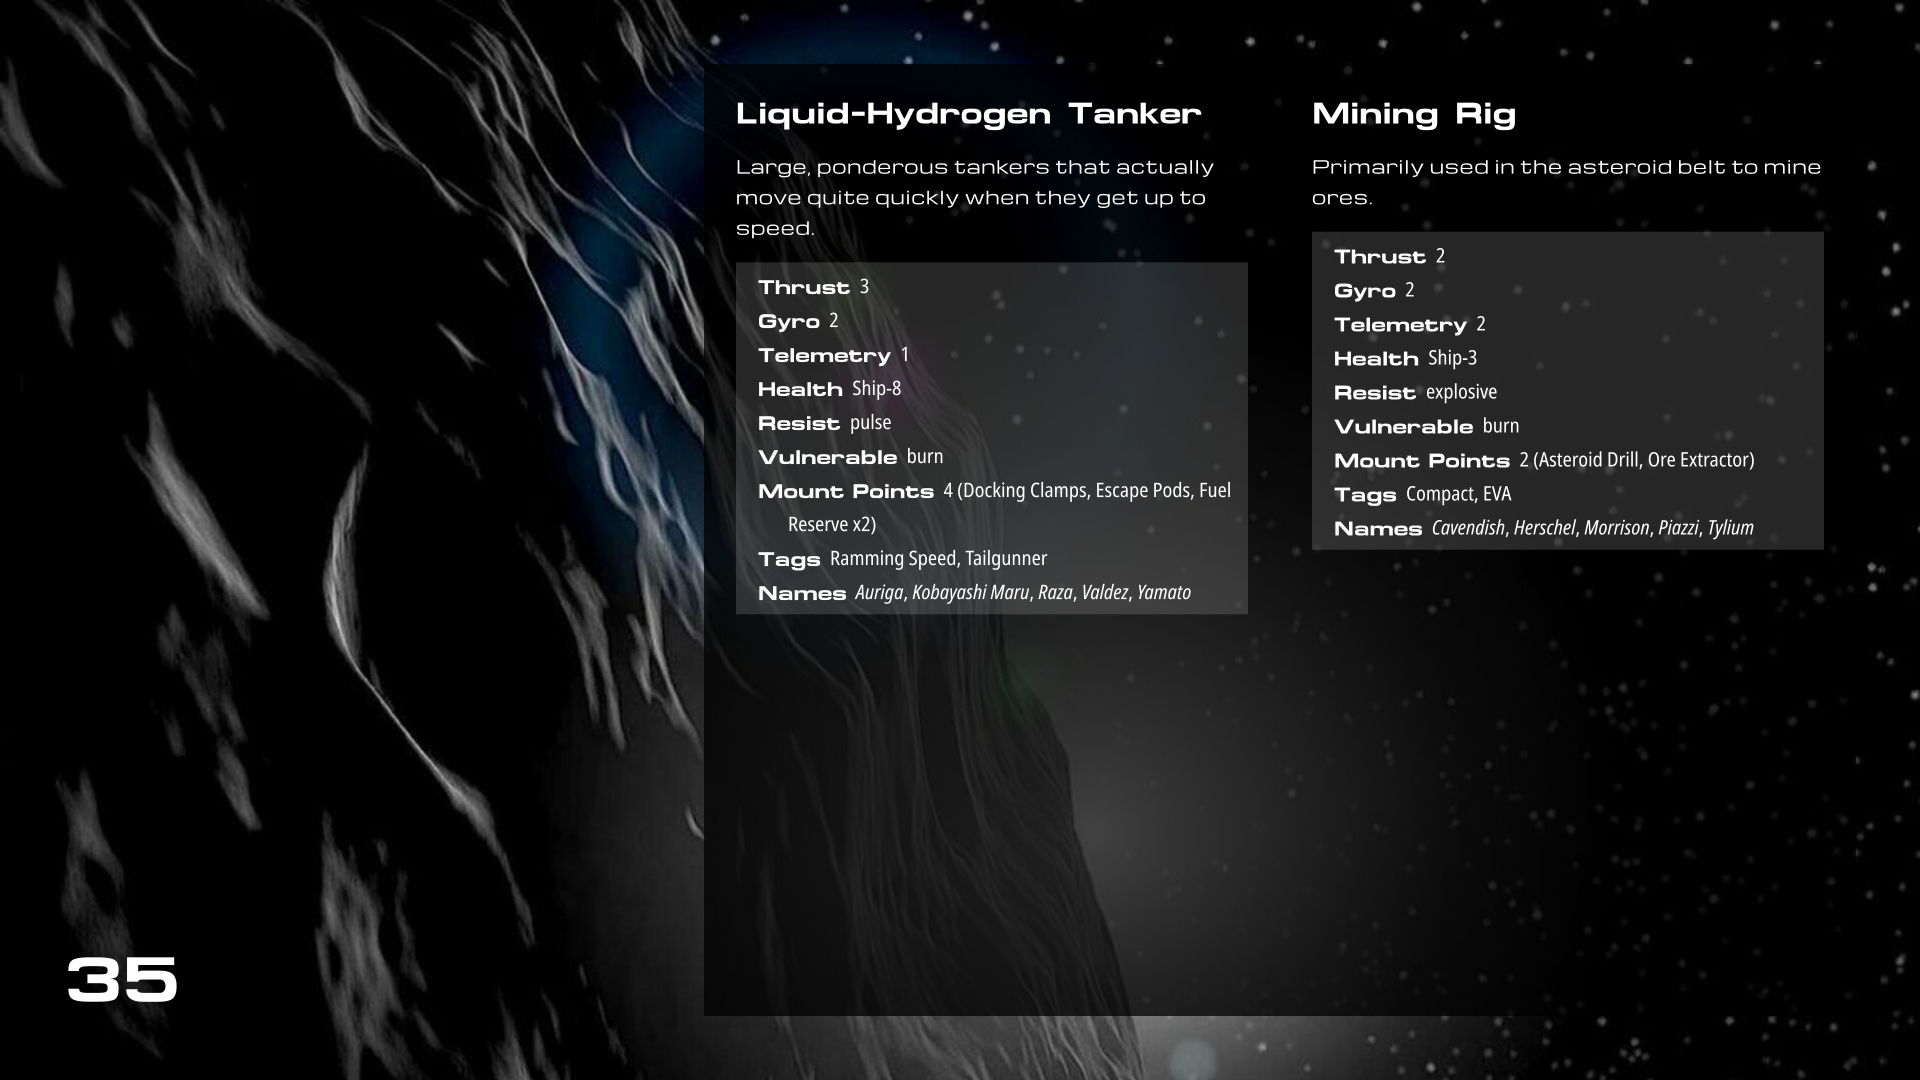 Liquid-Hydrogen Tanker
Large, ponderous tankers that actually
move quite quickly when they get up to
speed.
Thrust 3
Gyro 2
Telemetry 1
Health Ship-8
Resist pulse
Vulnerable burn
Mount Points 4 (Docking Clamps, Escape Pods, Fuel
Reserve x2)
Tags Ramming Speed, Tailgunner
Names Auriga, Kobayashi Maru, Raza, Valdez, Yamato
Mining Rig
Primarily used in the asteroid belt to mine
ores.
Thrust 2
Gyro 2
Telemetry 2
Health Ship-3
Resist explosive
Vulnerable burn
Mount Points 2 (Asteroid Drill, Ore Extractor)
Tags Compact, EVA
Names Cavendish, Herschel, Morrison, Piazzi, Tylium
35